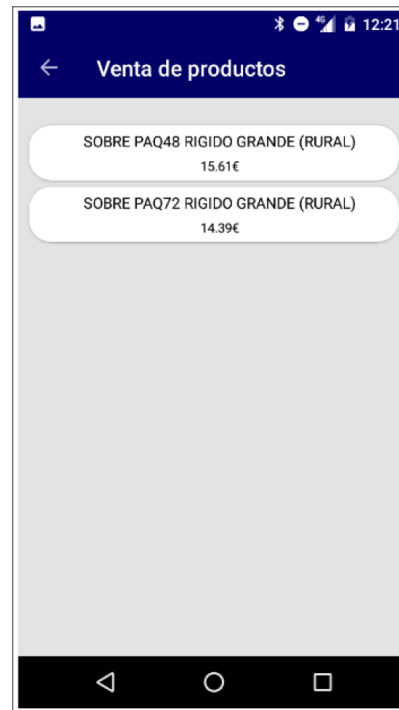 4G 12:21
Venta de productos
SOBRE PAQ48 RIGIDO GRANDE (RURAL)
15.61€
SOBRE PAQ72 RIGIDO GRANDE (RURAL)
14.39€